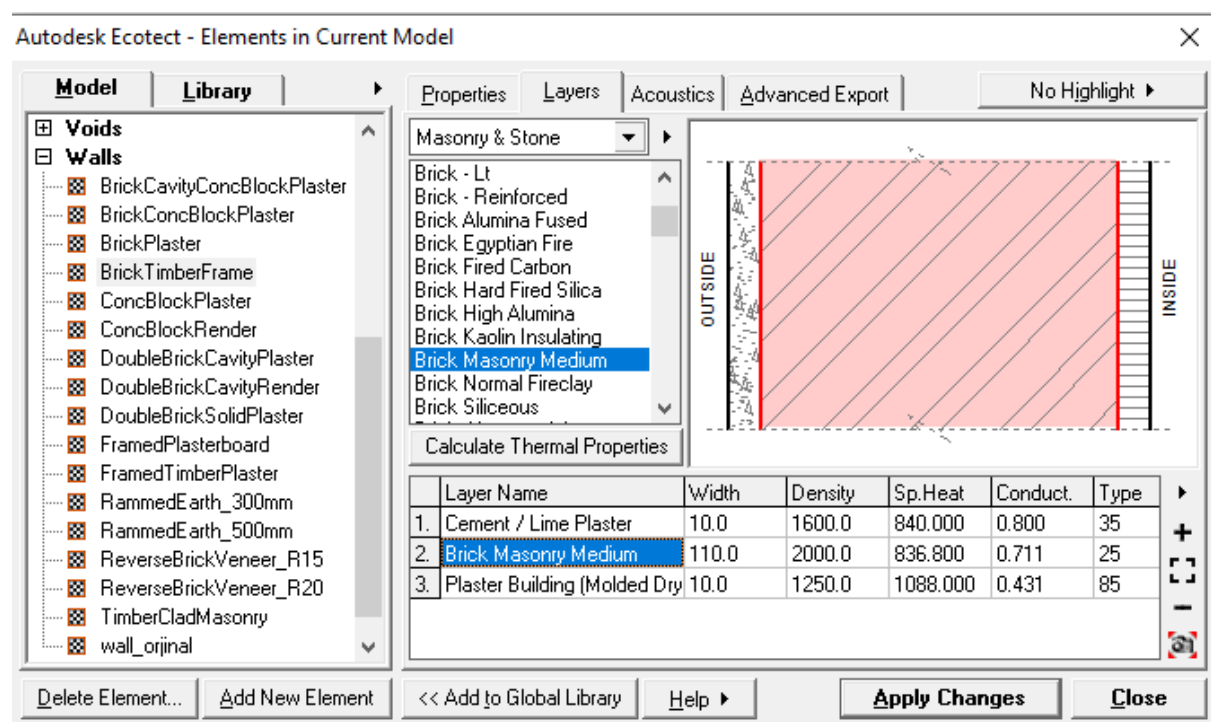 Autodesk Ecotect - Elements in Current Model
Model
Library
Voids
Walls
BrickCavityConcBlockPlaster
BrickConcBlockPlaster
BrickPlaster
BrickTimberFrame
ConcBlockPlaster
ConcBlockRender
DoubleBrickCavityPlaster
DoubleBrickCavityRender
DoubleBrickSolidPlaster
FramedPlasterboard
FramedTimberPlaster
RammedEarth_300mm
RammedEarth_500mm
ReverseBrickVeneer_R15
ReverseBrickVeneer_R20
TimberCladMasonry
wall_orjinal
Delete Element...
Add New Element
Properties
Layers
Acoustics
Advanced Export
No Highlight
Masonry & Stone
Brick - Lt
Brick - Reinforced
Brick Alumina Fused
Brick Egyptian Fire
Brick Fired Carbon
Brick Hard Fired Silica
Brick High Alumina
Brick Kaolin Insulating
Brick Masonry Medium
Brick Normal Fireclay
Brick Siliceous
Calculate Thermal Properties
OUTSIDE
INSIDE
Layer Name Width Density Sp.Heat Conduct. Type
1. Cement / Lime Plaster 10.0 1600.0 840.000 0.800 35
2. Brick Masonry Medium 110.0 2000.0 836.800 0.711 25
3. Plaster Building (Molded Dry 10.0 1250.0 1088.000 0.431 85
<< Add to Global Library
Help
Apply Changes
Close